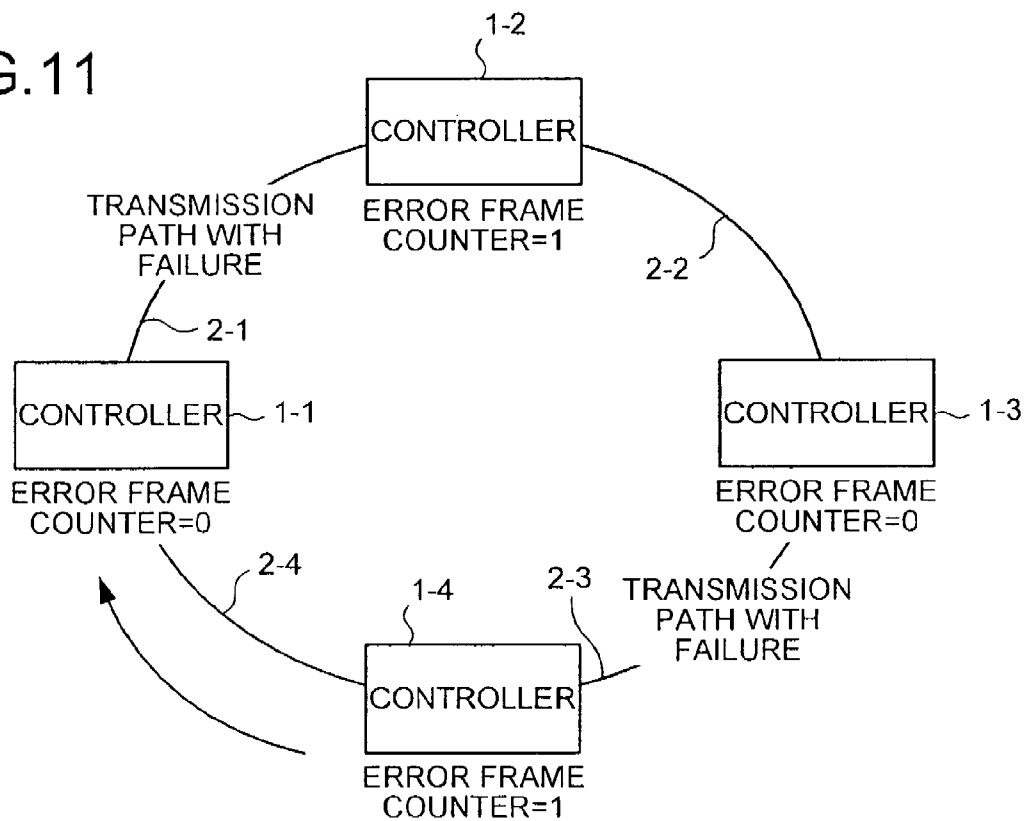 G.11
1-2
CONTROLLER
ERROR FRAME
COUNTER=1
TRANSMISSION
PATH WITH
FAILURE
2-2
2-1
CONTROLLER
1-1
ERROR FRAME
COUNTER=0
CONTROLLER
1-3
ERROR FRAME
COUNTER=0
2-4
1-4
2-3
TRANSMISSION
PATH WITH
FAILURE
CONTROLLER
ERROR FRAME
COUNTER=1